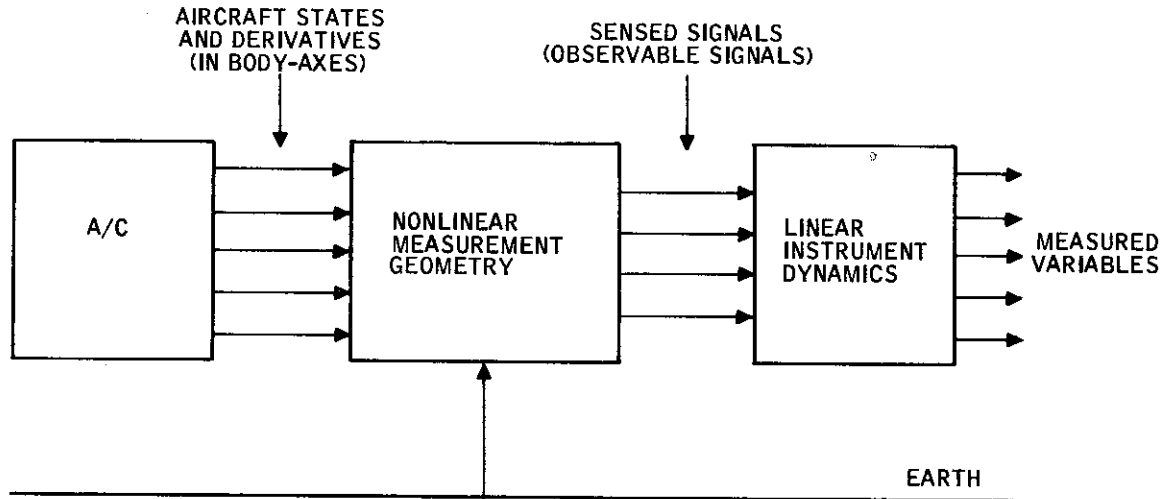 AIRCRAFT STATES
AND DERIVATIVES
(IN BODY-AXES)
SENSED SIGNALS
(OBSERVABLE SIGNALS)
A/C
NONLINEAR
MEASUREMENT
GEOMETRY
LINEAR
INSTRUMENT
DYNAMICS
MEASURED
VARIABLES
EARTH